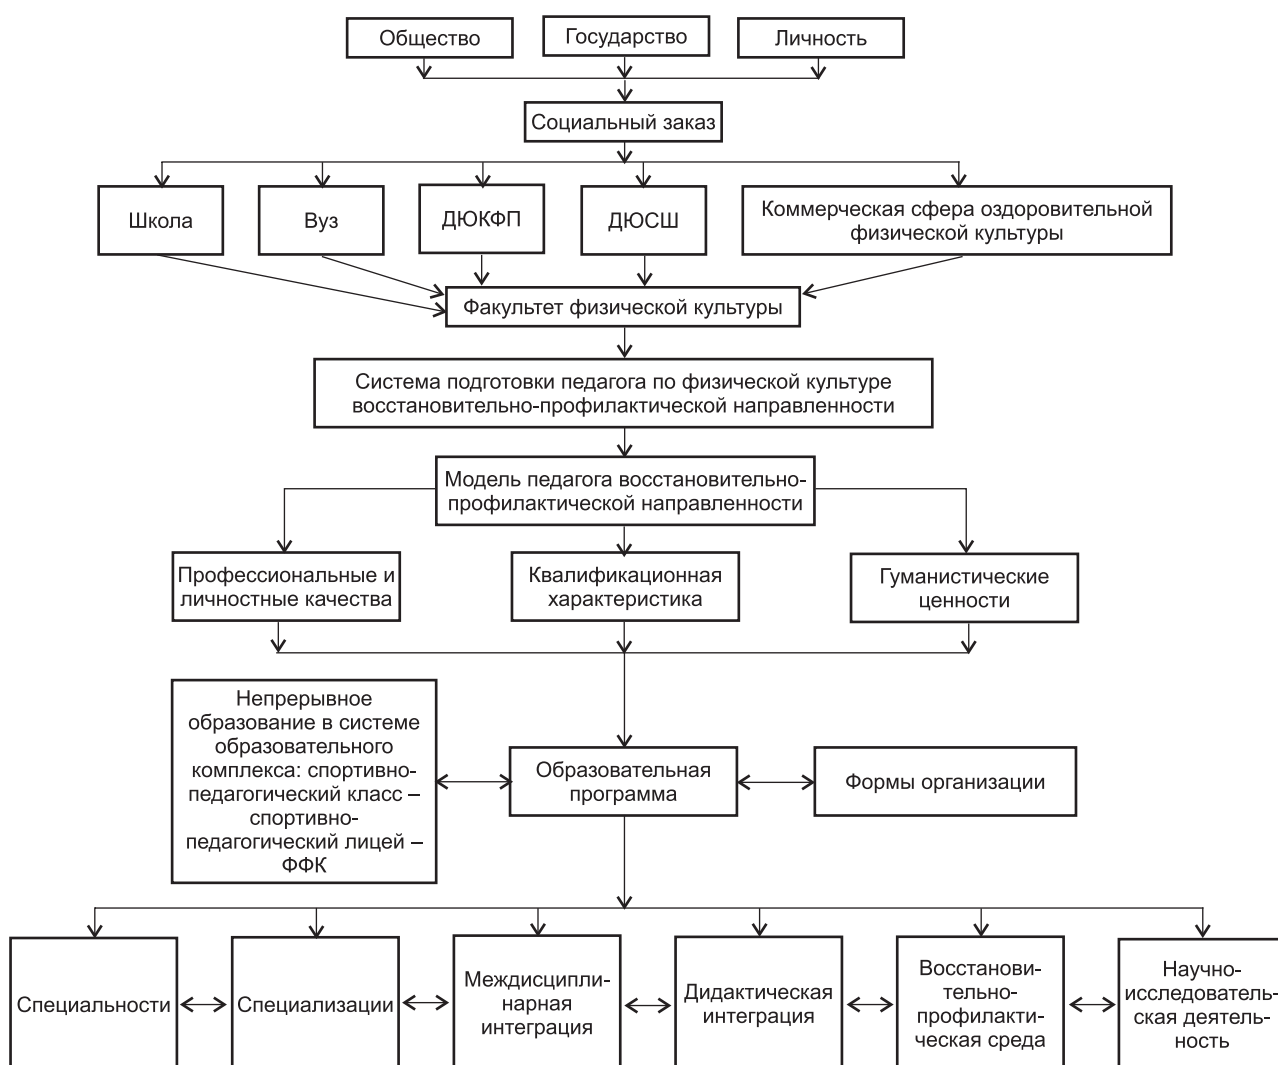 Общество
Государство
Личность
Социальный заказ
Школа
Вуз
ДЮКФП
ДЮСШ
Коммерческая сфера оздоровительной
физической культуры
Факультет физической культуры
Система подготовки педагога по физической культуре
восстановительно-профилактической направленности
Модель педагога восстановительно-
профилактической направленности
Профессиональные и
личностные качества
Квалификационная
характеристика
Гуманистические
ценности
Непрерывное
образование в системе
образовательного
комплекса: спортивно-
педагогический класс –
спортивно-
педагогический лицей –
ФФК
Образовательная
программа
Формы организации
Специальности
Специализации
Междисципли-
нарная
интеграция
Дидактическая
интеграция
Восстанови-
тельно-
профилакти-
ческая среда
Научно-
исследователь-
ская деятель-
ность